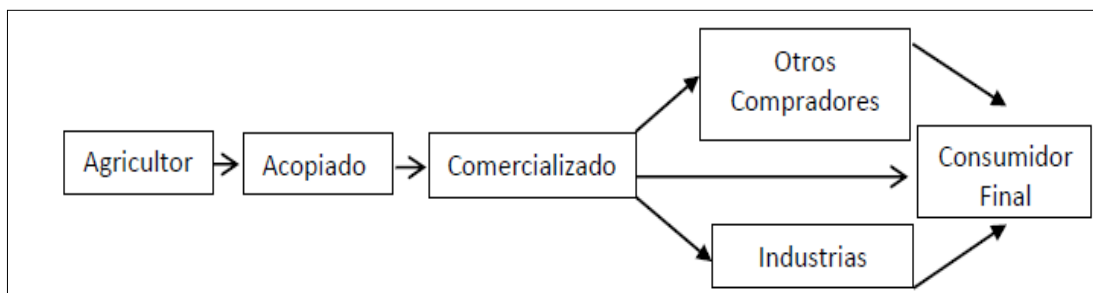 Agricultor
Acopiado
Comercializado
Otros
Compradores
Industrias
Consumidor
Final